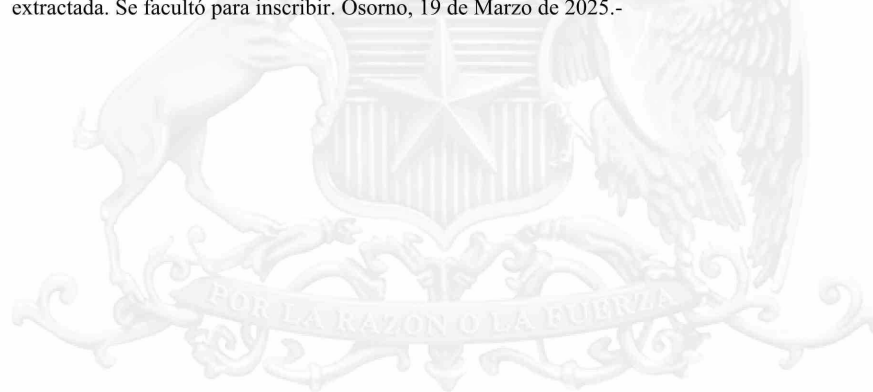 extractada. Se facultó para inscribir. Osorno, 19 de Marzo de 2025.-
POR LA RAZON O LA FUERZA